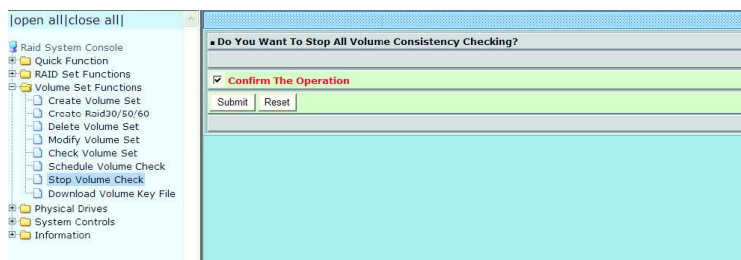 |open all|close all|
Raid System Console
Quick Function
RAID Set Functions
Volume Set Functions
Create Volume Set
Create Raid30/50/60
Delete Volume Set
Modify Volume Set
Check Volume Set
Schedule Volume Check
Stop Volume Check
Download Volume Key File
Physical Drives
System Controls
Information
Do You Want To Stop All Volume Consistency Checking?
Confirm The Operation
Submit Reset